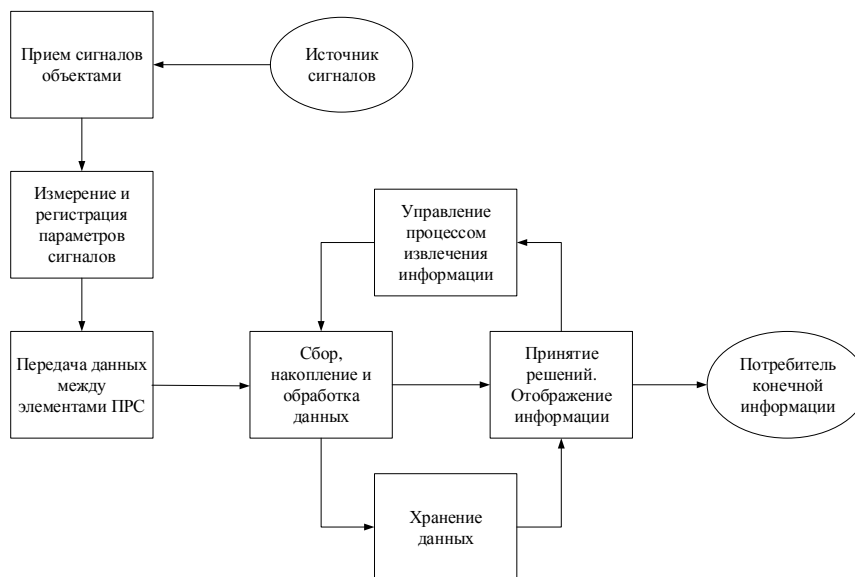 Прием сигналов
объектами
Источник
сигналов
Измерение и
регистрация
параметров
сигналов
Управление
процессом
извлечения
информации
Передача данных
между
элементами ПРС
Сбор,
накопление и
обработка
данных
Принятие
решений.
Отображение
информации
Потребитель
конечной
информации
Хранение
данных